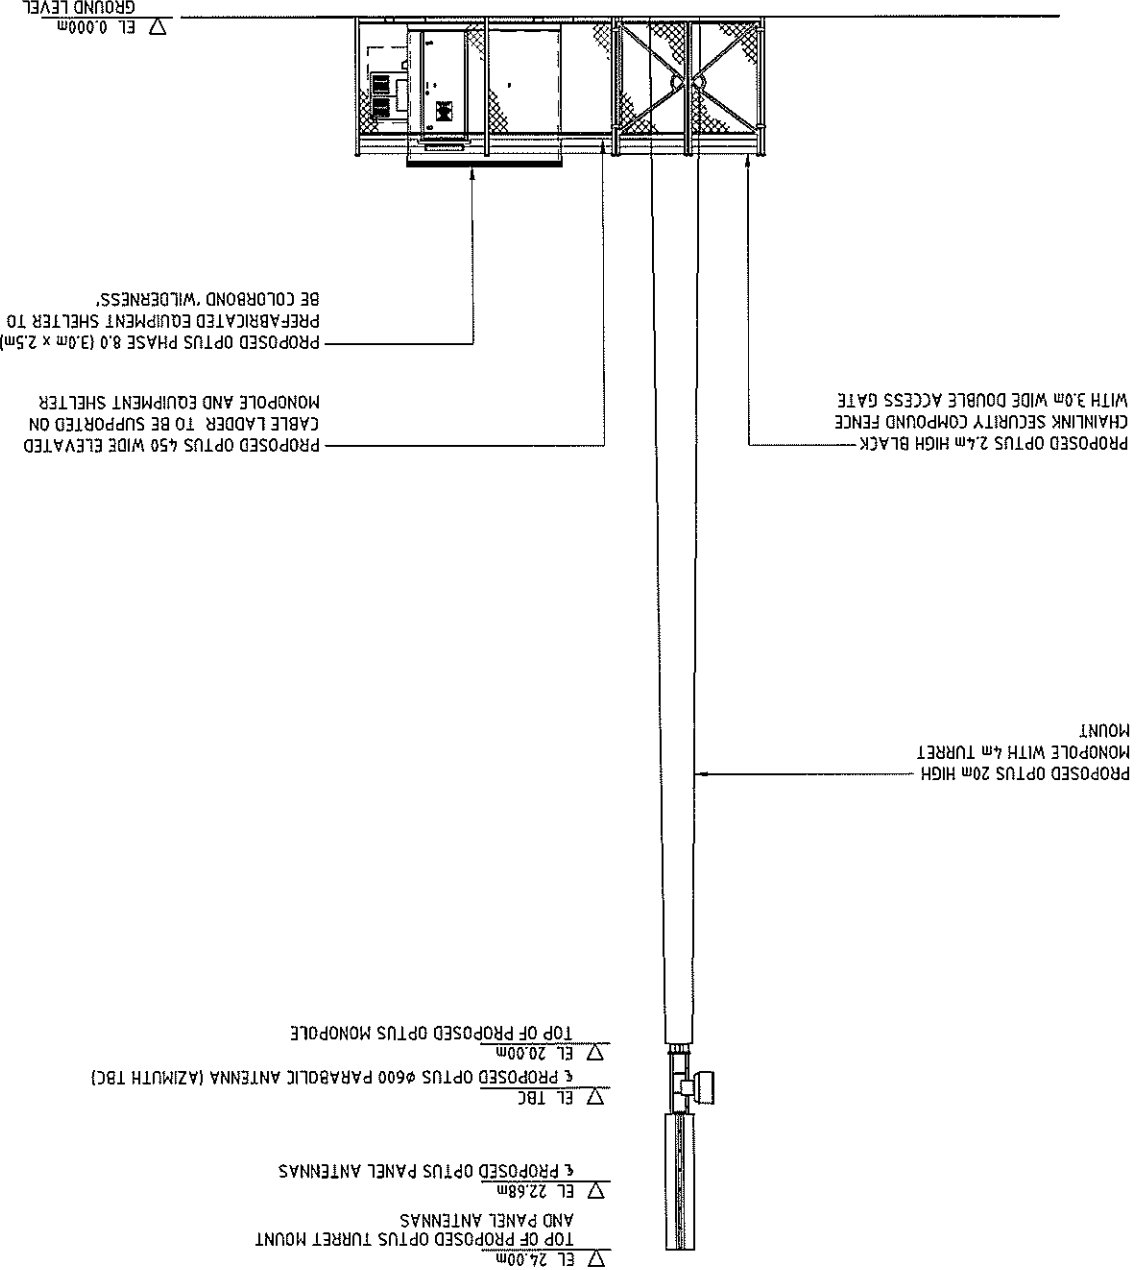 EL 24.00m
TOP OF PROPOSED OPTUS TURRET MOUNT
AND PANEL ANTENNAS
EL 22.68m
℄ PROPOSED OPTUS PANEL ANTENNAS
EL TBC
℄ PROPOSED OPTUS Ø600 PARABOLIC ANTENNA (AZIMUTH TBC)
EL 20.00m
TOP OF PROPOSED OPTUS MONOPOLE
PROPOSED OPTUS 20m HIGH
MONOPOLE WITH 4m TURRET
MOUNT
PROPOSED OPTUS 2.4m HIGH BLACK
CHAINLINK SECURITY COMPOUND FENCE
WITH 3.0m WIDE DOUBLE ACCESS GATE
PROPOSED OPTUS 450 WIDE ELEVATED
CABLE LADDER TO BE SUPPORTED ON
MONOPOLE AND EQUIPMENT SHELTER
PROPOSED OPTUS PHASE 8.0 (3.0m x 2.5m)
PREFABRICATED EQUIPMENT SHELTER TO
BE COLORBOND 'WILDERNESS'
EL 0.000m
GROUND LEVEL